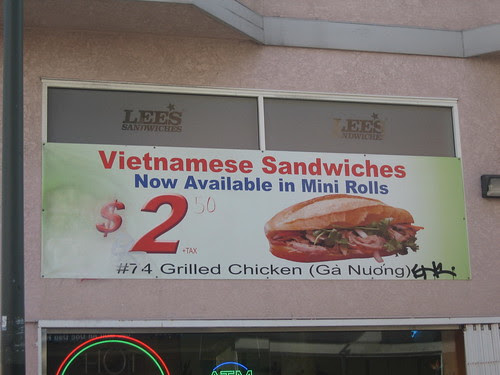 LEE'S
SANDWICHES
LEE'S
Vietnamese Sandwiches
Now Available in Mini Rolls
$2 50
+TAX
#74 Grilled Chicken (Gà Nướng)
HOT
ATM